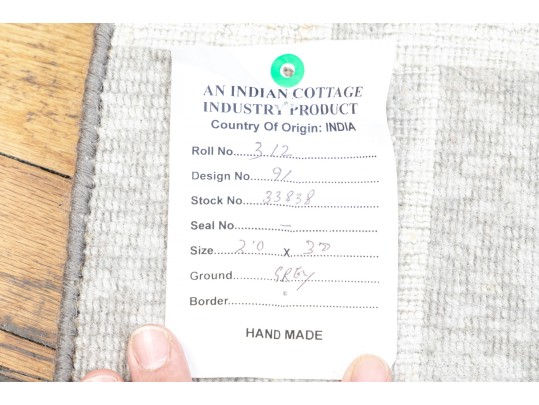 AN INDIAN COTTAGE
INDUSTRY PRODUCT
Country Of Origin: INDIA
Roll No. 312
Design No. 91
Stock No. 33838
Seal No. —
Size 2'0 x 3'0
Ground GREY
Border
HAND MADE